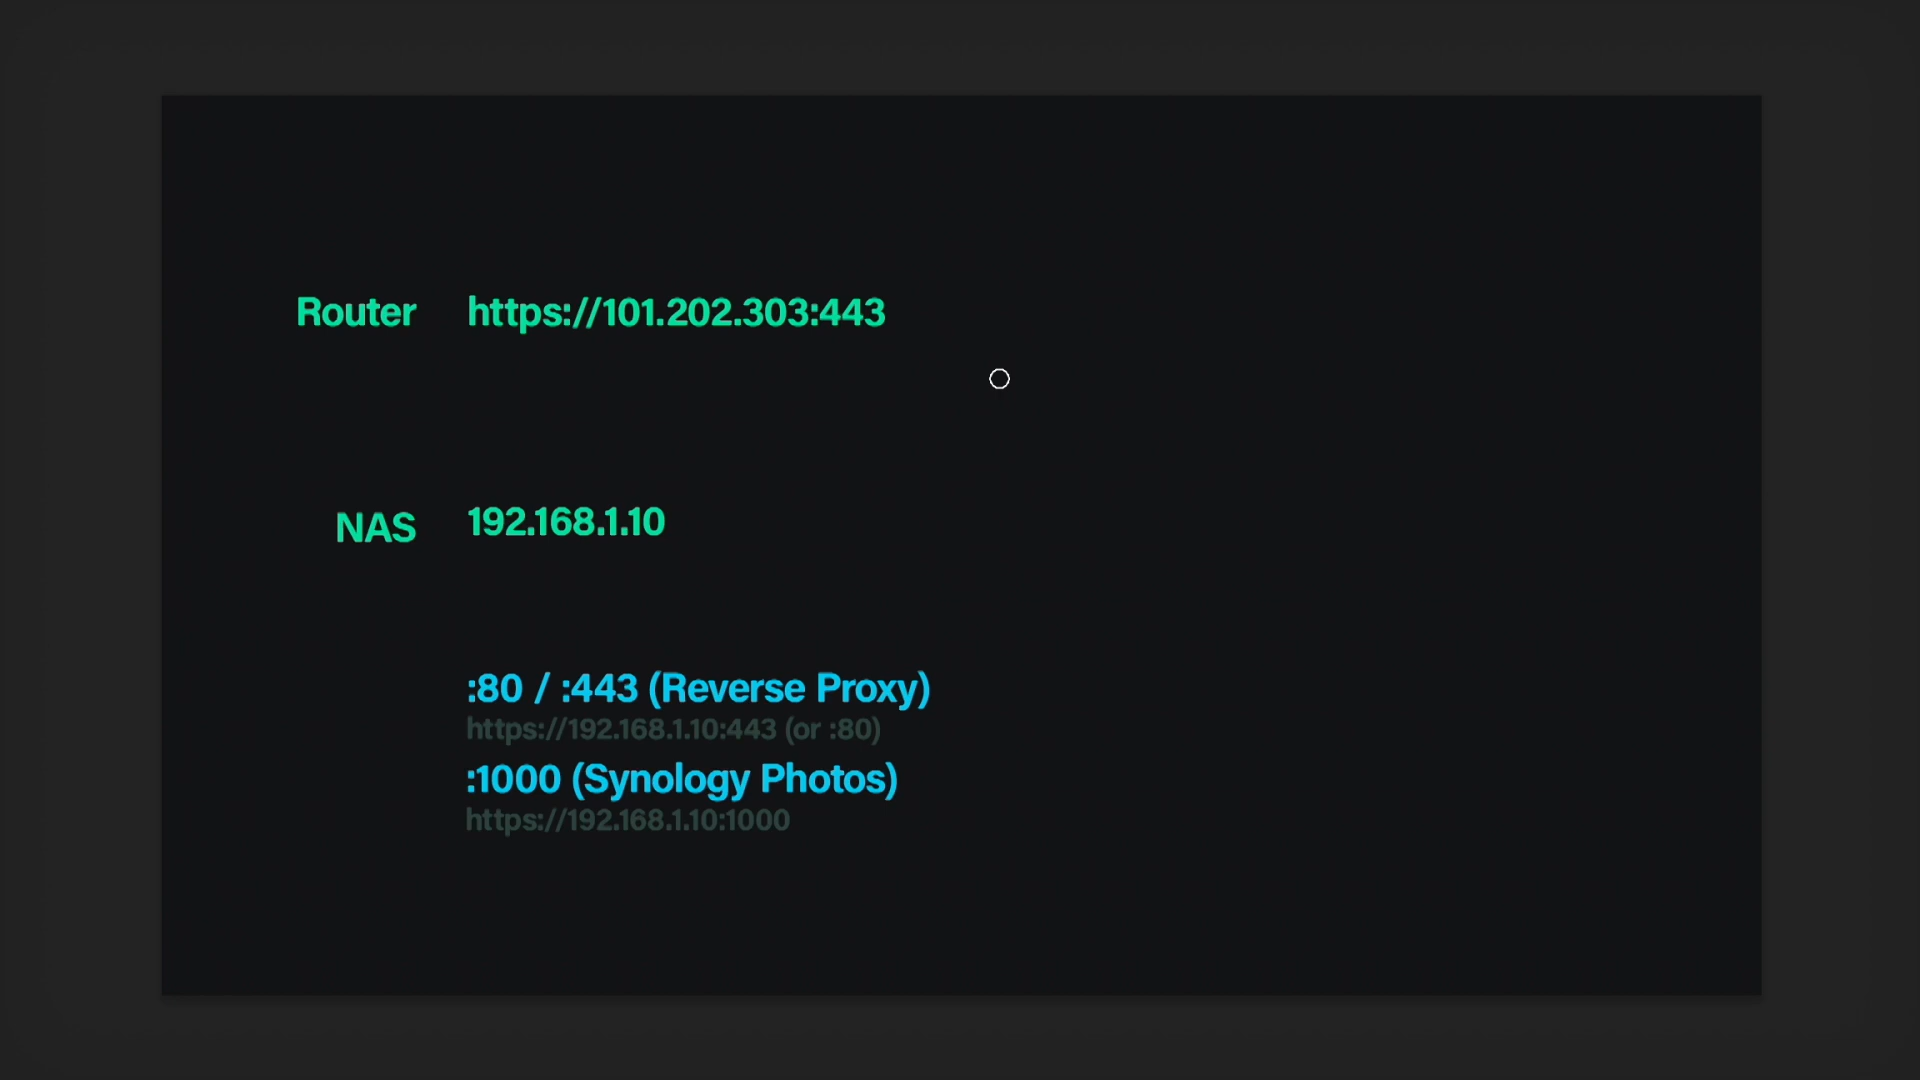 Router https://101.202.303:443
NAS 192.168.1.10
:80 / :443 (Reverse Proxy)
https://192.168.1.10:443 (or :80)
:1000 (Synology Photos)
https://192.168.1.10:1000